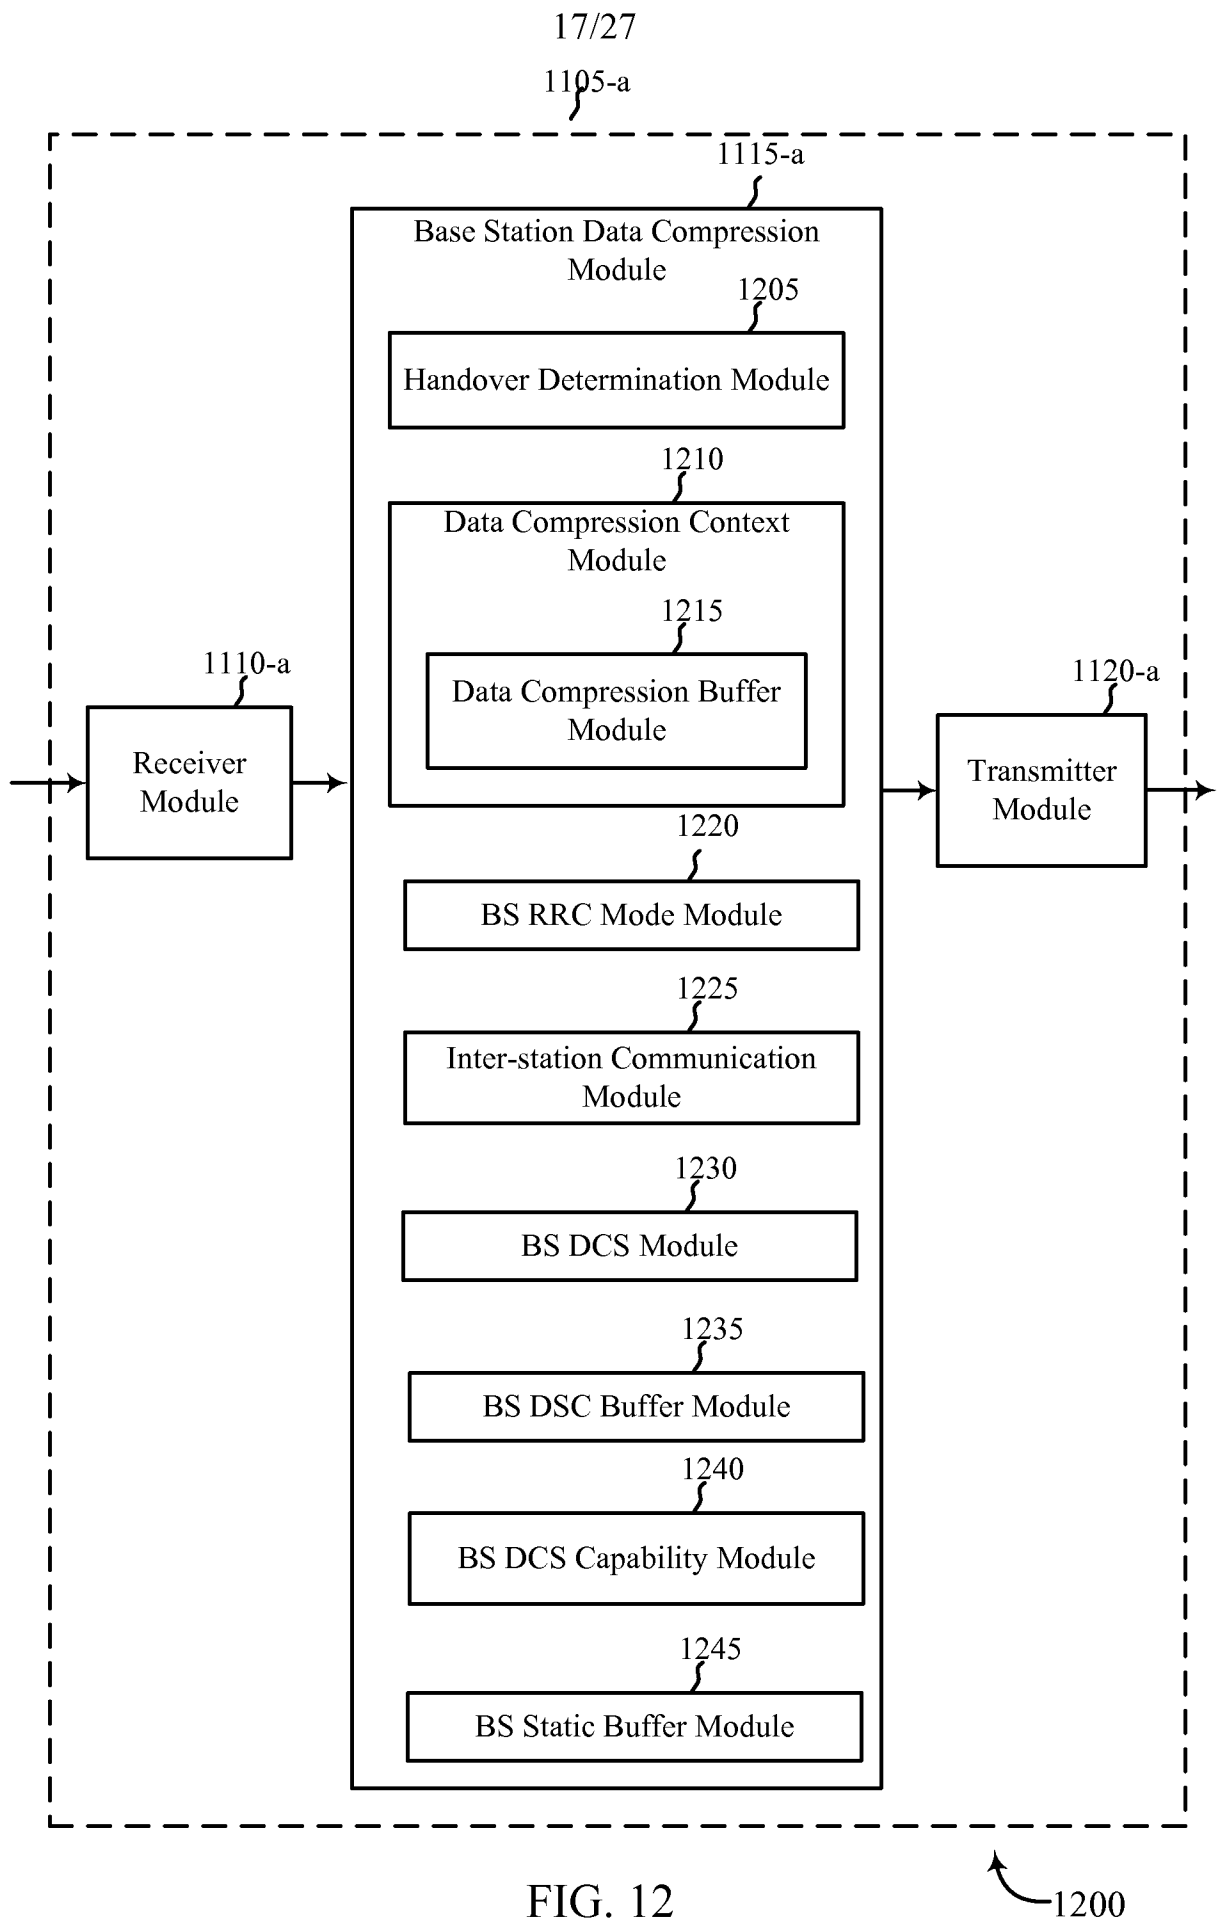 17/27
1105-a
1115-a
Base Station Data Compression
Module
1205
Handover Determination Module
1210
Data Compression Context
Module
1215
Data Compression Buffer
Module
1110-a
Receiver
Module
1120-a
Transmitter
Module
1220
BS RRC Mode Module
1225
Inter-station Communication
Module
1230
BS DCS Module
1235
BS DSC Buffer Module
1240
BS DCS Capability Module
1245
BS Static Buffer Module
FIG. 12
1200